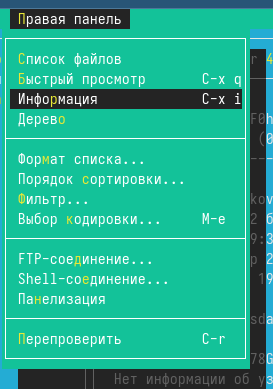 Правая панель
Список файлов
Быстрый просмотр C-x q
Информация C-x i
Дерево
Формат списка...
Порядок сортировки...
Фильтр...
Выбор кодировки... M-e
FTP-соединение...
Shell-соединение...
Панелизация
Перепроверить C-r
Нет информации об